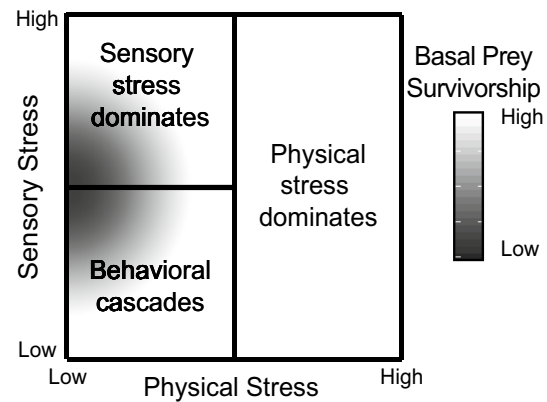 High
Sensory
stress
dominates
Sensory Stress
Behavioral
cascades
Low
Physical
stress
dominates
Low
Physical Stress
High
Basal Prey
Survivorship
High
Low